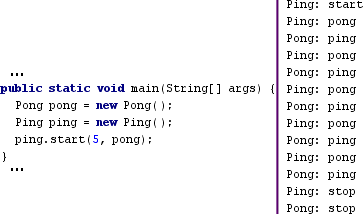 ...
public static void main(String[] args) {
Pong pong = new Pong();
Ping ping = new Ping();
ping.start(5, pong);
}
...
Ping: start
Ping: pong
Pong: ping
Ping: pong
Pong: ping
Ping: pong
Pong: ping
Ping: pong
Pong: ping
Ping: pong
Pong: ping
Ping: stop
Pong: stop